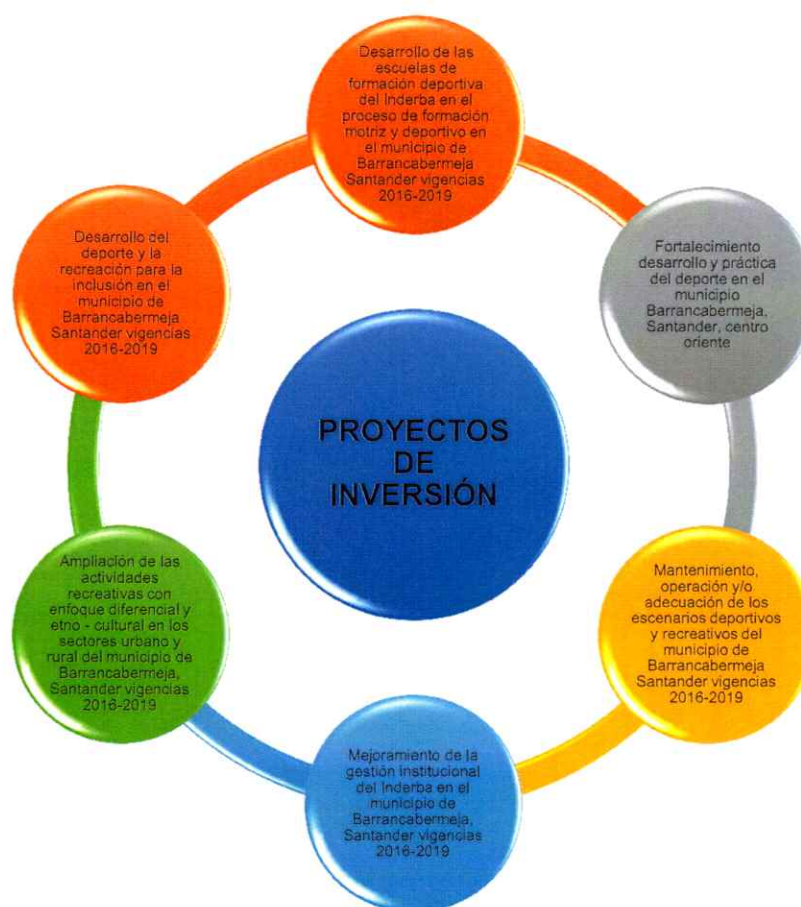 Desarrollo de las
escuelas de
formación deportiva
del Inderba en el
proceso de formación
motriz y deportivo en
el municipio de
Barrancabermeja
Santander vigencias
2016-2019
Fortalecimiento
desarrollo y práctica
del deporte en el
municipio
Barrancabermeja,
Santander, centro
oriente
Mantenimiento,
operación y/o
adecuación de los
escenarios deportivos
y recreativos del
municipio de
Barrancabermeja
Santander vigencias
2016-2019
Mejoramiento de la
gestión institucional
del Inderba en el
municipio de
Barrancabermeja,
Santander vigencias
2016-2019
Ampliación de las
actividades
recreativas con
enfoque diferencial y
etno - cultural en los
sectores urbano y
rural del municipio de
Barrancabermeja,
Santander vigencias
2016-2019
Desarrollo del
deporte y la
recreación para la
inclusión en el
municipio de
Barrancabermeja
Santander vigencias
2016-2019
PROYECTOS
DE
INVERSIÓN